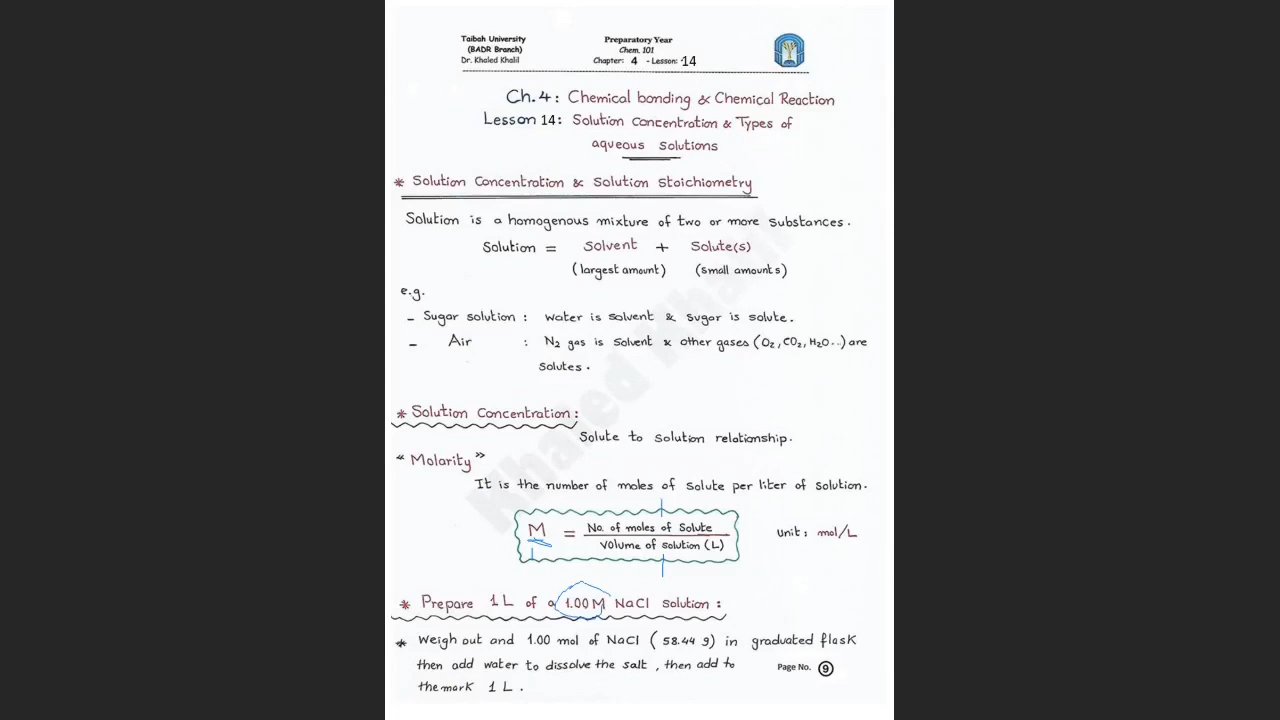 Taibah University
(BADR Branch)
Dr. Khaled Khalil
Preparatory Year
Chem. 101
Chapter: 4 - Lesson: 14
Ch.4: Chemical bonding & Chemical Reaction
Lesson 14: Solution Concentration & Types of
aqueous solutions
* Solution Concentration & Solution Stoichiometry
Solution is a homogenous mixture of two or more substances.
Solution = Solvent + Solute(s)
(largest amount) (small amounts)
e.g.
- Sugar solution : Water is solvent & sugar is solute.
- Air : N2 gas is Solvent & other gases (O2, CO2, H2O..) are
solutes.
* Solution Concentration:
Solute to solution relationship.
“Molarity”
It is the number of moles of solute per liter of solution.
M = No. of moles of Solute
Volume of solution (L)
Unit: mol/L
* Prepare 1 L of a 1.00 M NaCl solution:
* Weigh out and 1.00 mol of NaCl (58.44 g) in graduated flask
then add water to dissolve the salt, then add to
the mark 1 L.
Page No. 9
Khaled Khalil